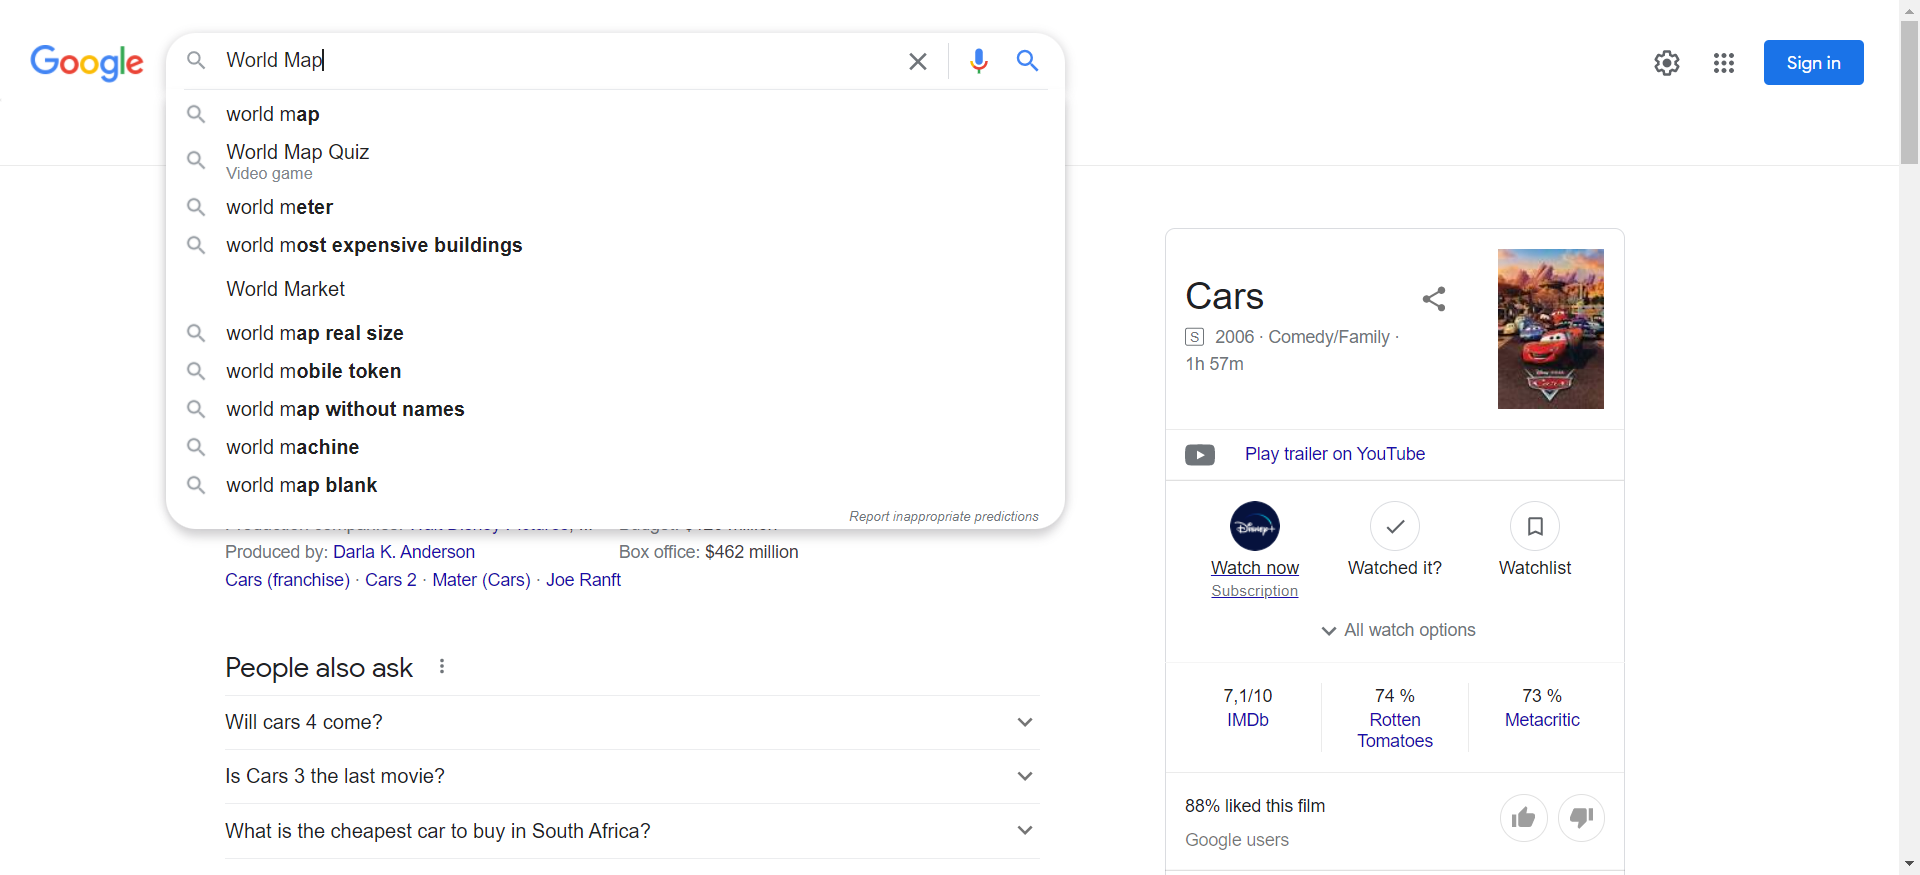 Google
World Map
Sign in
world map
World Map Quiz
Video game
world meter
world most expensive buildings
World Market
world map real size
world mobile token
world map without names
world machine
world map blank
Report inappropriate predictions
Produced by: Darla K. Anderson
Box office: $462 million
Cars (franchise) · Cars 2 · Mater (Cars) · Joe Ranft
People also ask
Will cars 4 come?
Is Cars 3 the last movie?
What is the cheapest car to buy in South Africa?
Cars
S 2006 · Comedy/Family ·
1h 57m
Disney PIXAR
Cars
Play trailer on YouTube
Disney+
Watch now
Subscription
Watched it?
Watchlist
All watch options
7,1/10
IMDb
74 %
Rotten
Tomatoes
73 %
Metacritic
88% liked this film
Google users